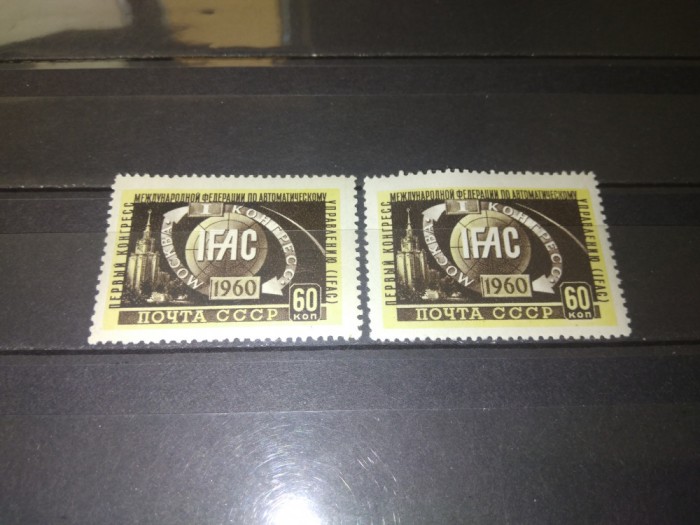 ПЕРВЫЙ КОНГРЕСС МЕЖДУНАРОДНОЙ ФЕДЕРАЦИИ ПО АВТОМАТИЧЕСКОМУ УПРАВЛЕНИЮ (IFAC)
МОСКВА I КОНГРЕСС
IFAC
1960
60
КОП
ПОЧТА СССР
ПЕРВЫЙ КОНГРЕСС МЕЖДУНАРОДНОЙ ФЕДЕРАЦИИ ПО АВТОМАТИЧЕСКОМУ УПРАВЛЕНИЮ (IFAC)
МОСКВА I КОНГРЕСС
IFAC
1960
60
КОП
ПОЧТА СССР